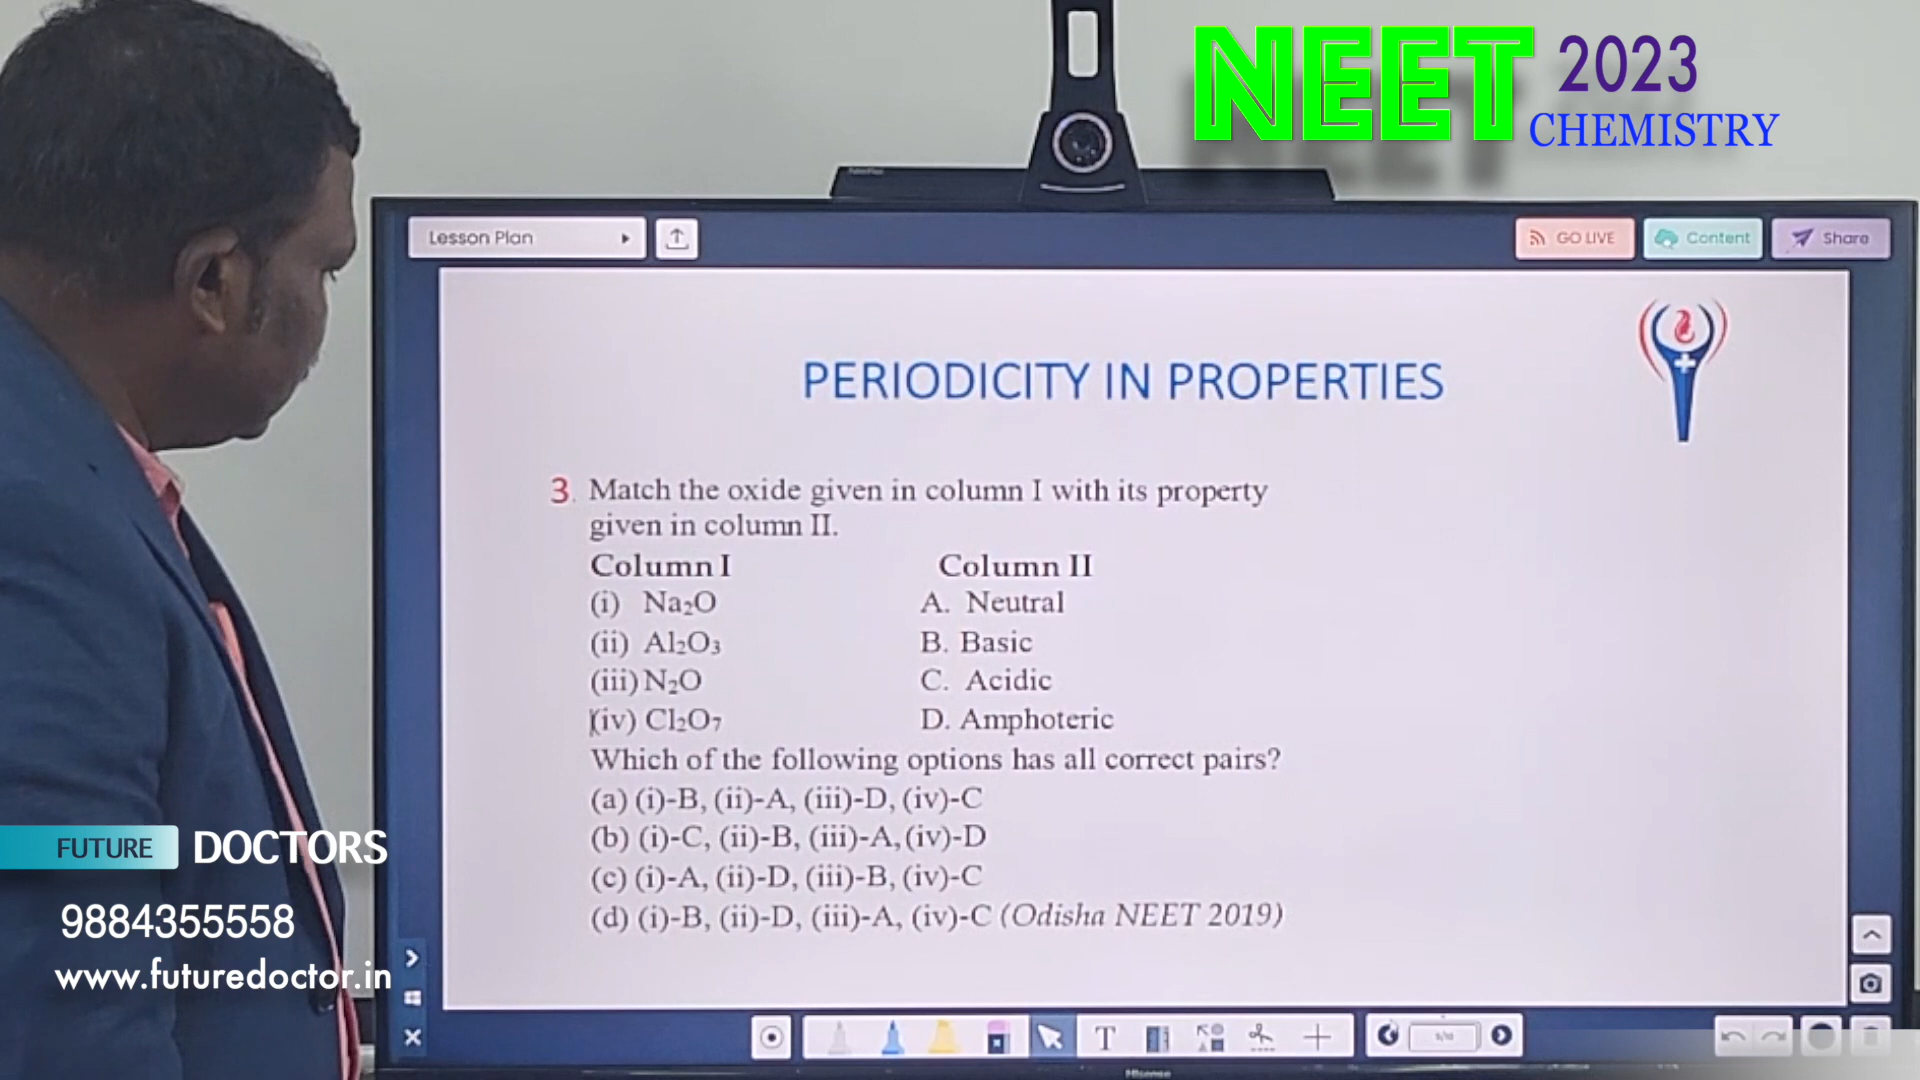 NEET 2023
CHEMISTRY
Lesson Plan
GO LIVE
Content
Share
PERIODICITY IN PROPERTIES
3. Match the oxide given in column I with its property
given in column II.
Column I Column II
(i) Na₂O A. Neutral
(ii) Al₂O₃ B. Basic
(iii) N₂O C. Acidic
(iv) Cl₂O₇ D. Amphoteric
Which of the following options has all correct pairs?
(a) (i)-B, (ii)-A, (iii)-D, (iv)-C
(b) (i)-C, (ii)-B, (iii)-A, (iv)-D
(c) (i)-A, (ii)-D, (iii)-B, (iv)-C
(d) (i)-B, (ii)-D, (iii)-A, (iv)-C (Odisha NEET 2019)
FUTURE DOCTORS
9884355558
www.futuredoctor.in
T
Hisense